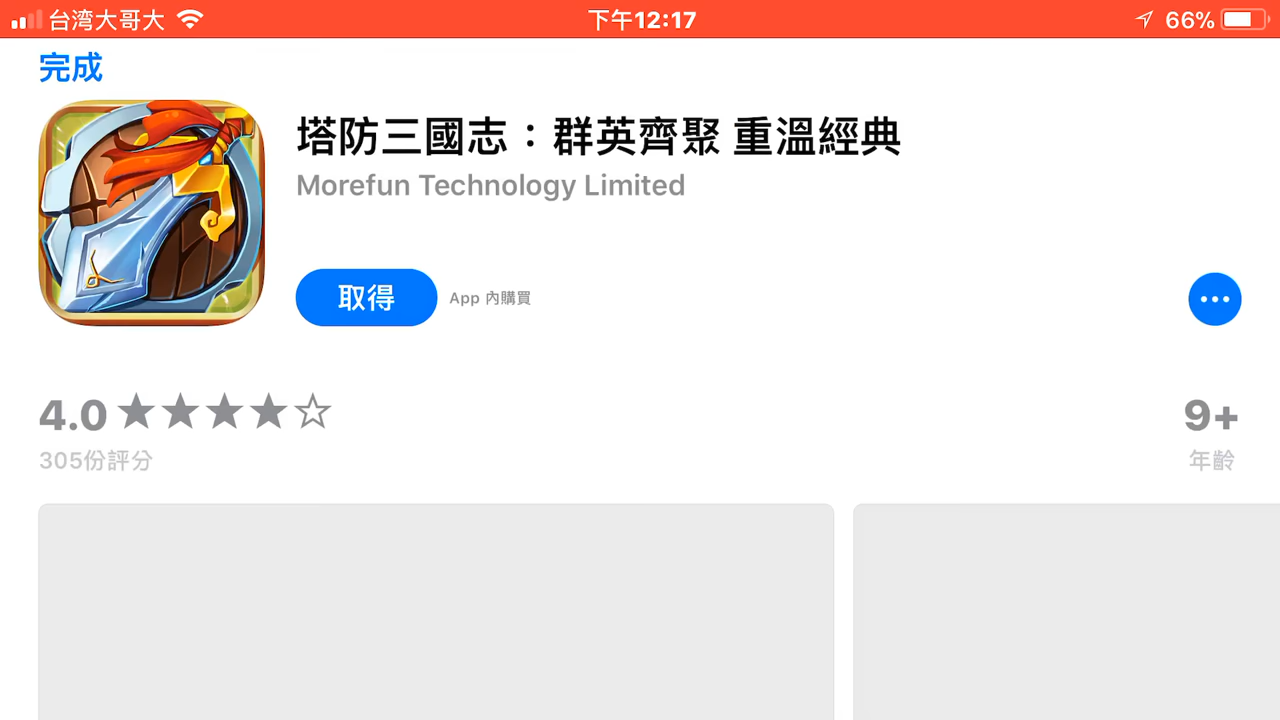 台湾大哥大 下午12:17 66%
完成
塔防三國志：群英齊聚 重溫經典
Morefun Technology Limited
取得 App 內購買
4.0 9+
305份評分 年齡